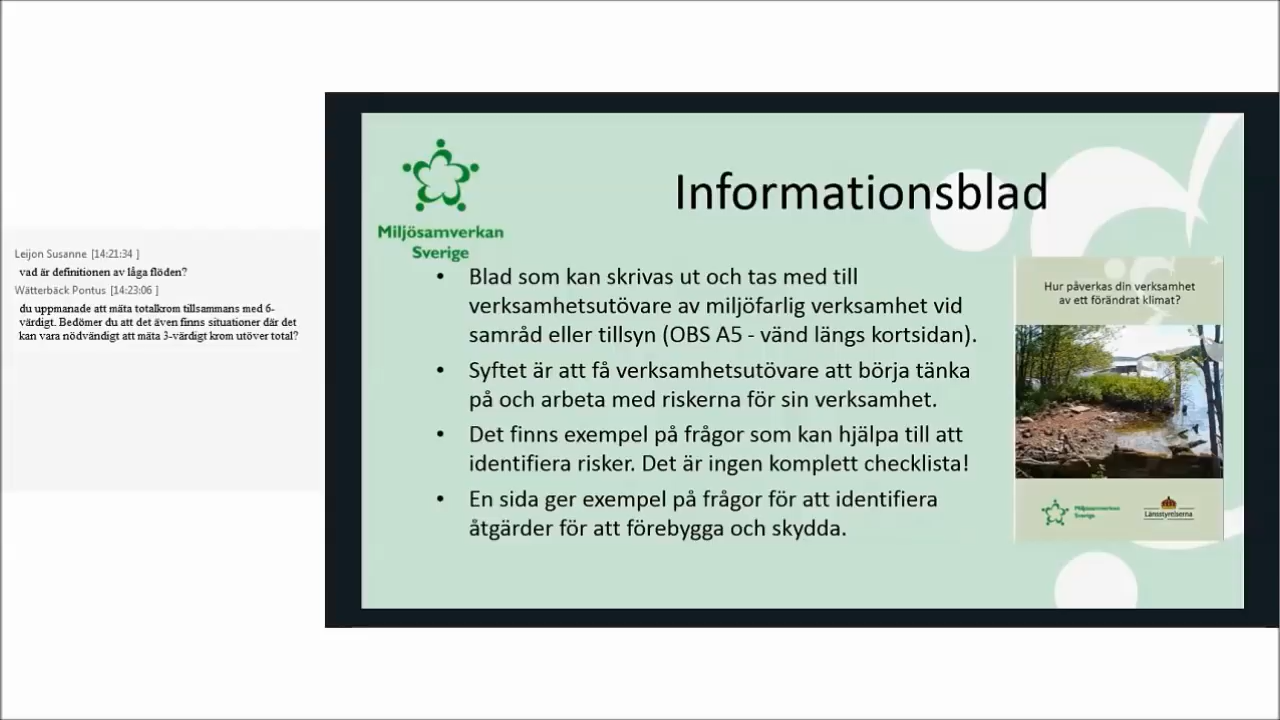 Leijon Susanne [14:21:34 ]
vad är definitionen av låga flöden?
Wätterbäck Pontus [14:23:06 ]
du uppmanade att mäta totalkrom tillsammans med 6-
värdigt. Bedömer du att det även finns situationer där det
kan vara nödvändigt att mäta 3-värdigt krom utöver total?
Miljösamverkan
Sverige
Informationsblad
• Blad som kan skrivas ut och tas med till
verksamhetsutövare av miljöfarlig verksamhet vid
samråd eller tillsyn (OBS A5 - vänd längs kortsidan).
• Syftet är att få verksamhetsutövare att börja tänka
på och arbeta med riskerna för sin verksamhet.
• Det finns exempel på frågor som kan hjälpa till att
identifiera risker. Det är ingen komplett checklista!
• En sida ger exempel på frågor för att identifiera
åtgärder för att förebygga och skydda.
Hur påverkas din verksamhet
av ett förändrat klimat?
Miljösamverkan
Sverige
Länsstyrelserna